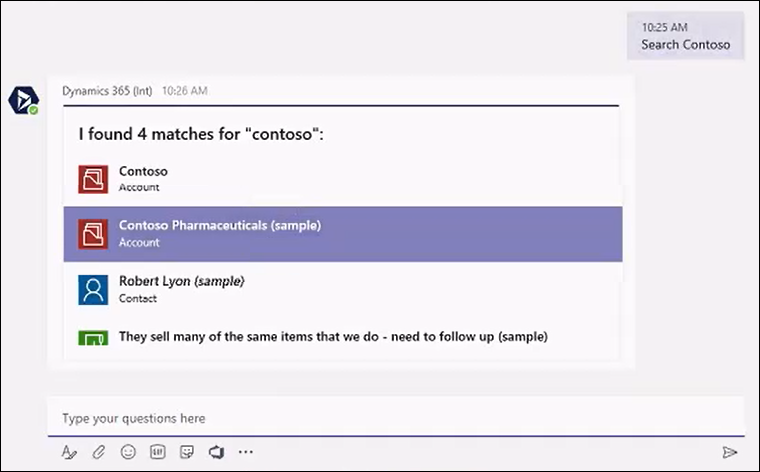 10:25 AM
Search Contoso
Dynamics 365 (Int) 10:26 AM
I found 4 matches for "contoso":
Contoso
Account
Contoso Pharmaceuticals (sample)
Account
Robert Lyon (sample)
Contact
They sell many of the same items that we do - need to follow up (sample)
Type your questions here
GIF